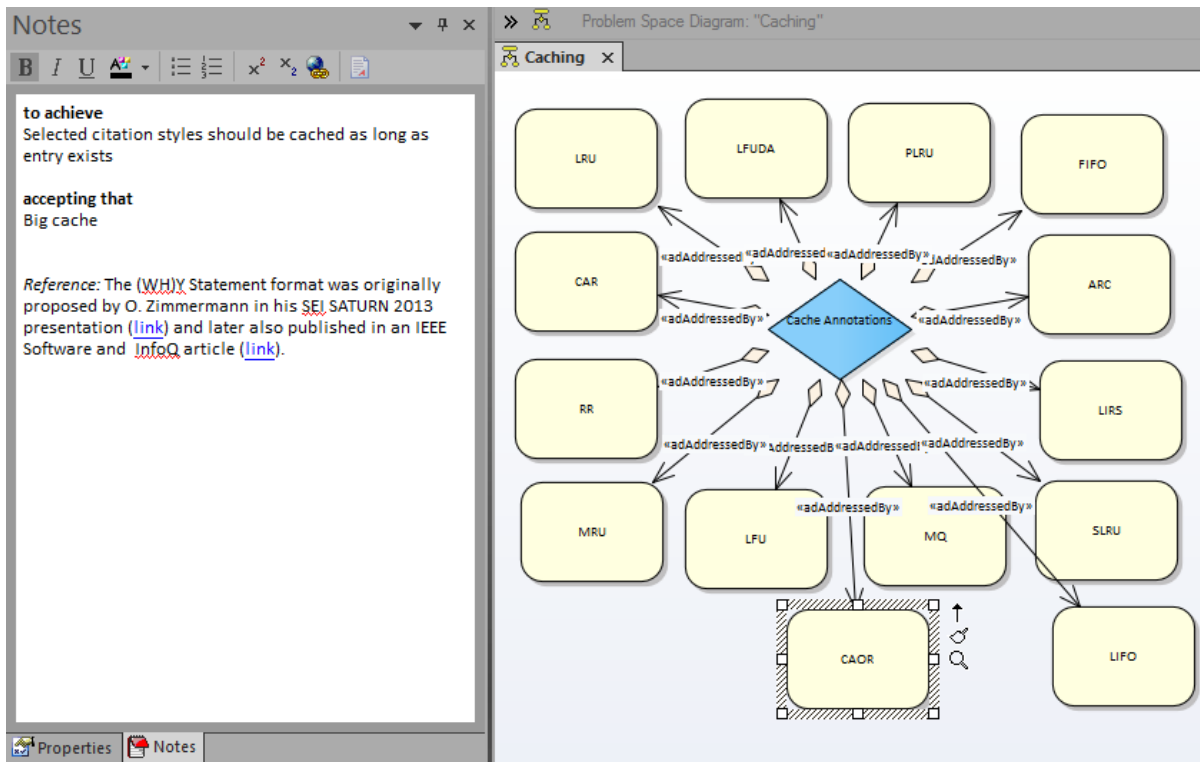 Notes
B I U
x² ×₂
to achieve
Selected citation styles should be cached as long as
entry exists
accepting that
Big cache
Reference: The (WH)Y Statement format was originally
proposed by O. Zimmermann in his SEI SATURN 2013
presentation (link) and later also published in an IEEE
Software and InfoQ article (link).
Properties
Notes
Problem Space Diagram: "Caching"
Caching
LRU
LFUDA
PLRU
FIFO
«adAddressed
«adAddressed
«adAddressedBy»
dAddressedBy»
CAR
ARC
«adAddressedBy»
Cache Annotations
«adAddressedBy»
RR
«adAddressedBy»
«adAddressedBy»
LIRS
«adAddressedBy»
AddressedB
«adAddressed
«adAddressedBy»
MRU
LFU
«adAddressedBy»
MQ
«adAddressedBy»
SLRU
CAOR
LIFO